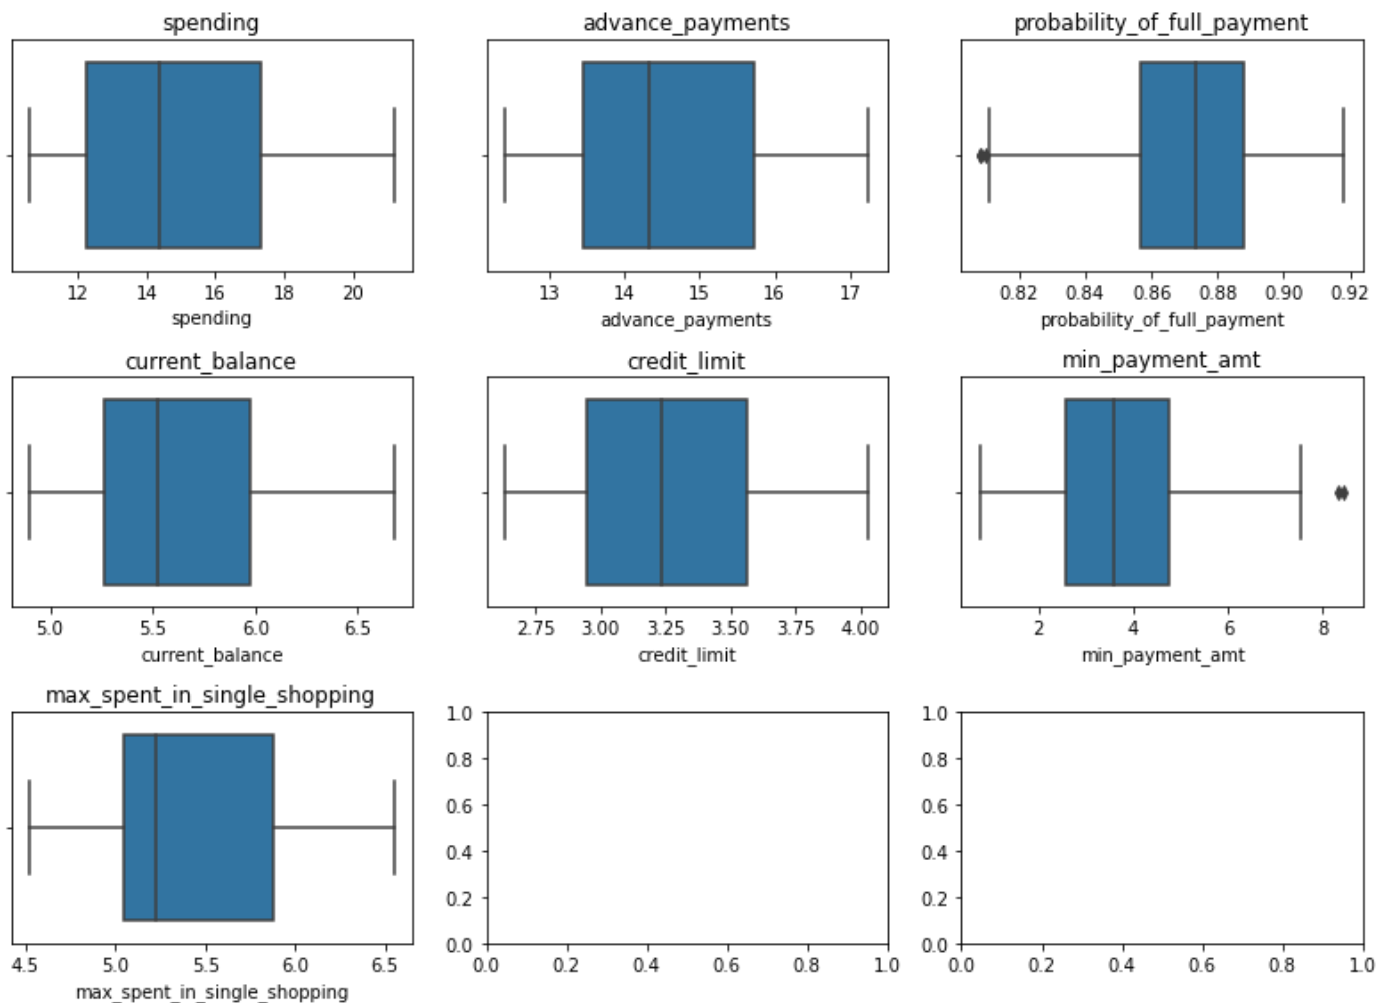 spending advance_payments probability_of_full_payment
12 14 16 18 20 13 14 15 16 17 0.82 0.84 0.86 0.88 0.90 0.92
spending advance_payments probability_of_full_payment
current_balance credit_limit min_payment_amt
5.0 5.5 6.0 6.5 2.75 3.00 3.25 3.50 3.75 4.00 2 4 6 8
current_balance credit_limit min_payment_amt
max_spent_in_single_shopping
1.0 1.0
0.8 0.8
0.6 0.6
0.4 0.4
0.2 0.2
0.0 0.0
4.5 5.0 5.5 6.0 6.5 0.0 0.2 0.4 0.6 0.8 1.0 0.0 0.2 0.4 0.6 0.8 1.0
max_spent_in_single_shopping